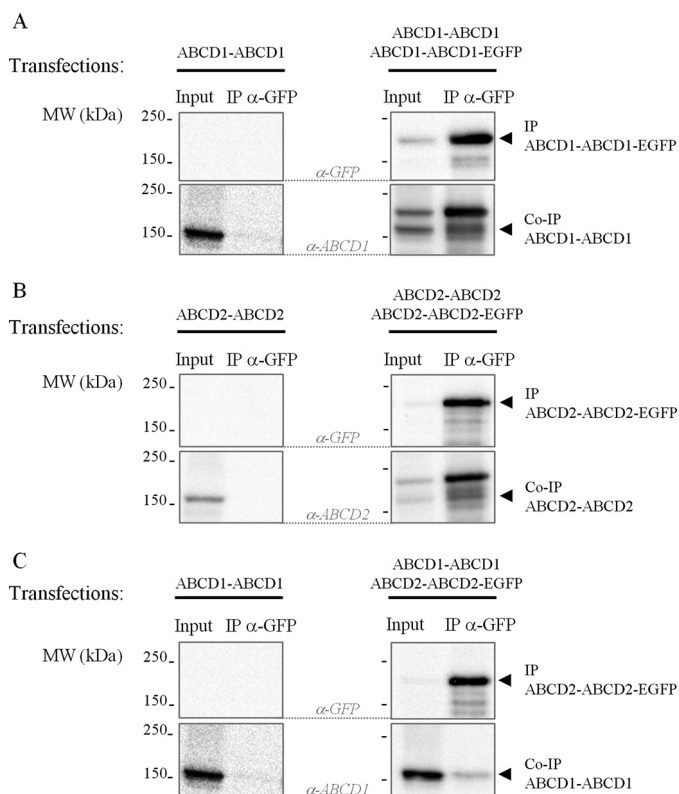 A
Transfections:
ABCD1-ABCD1
ABCD1-ABCD1
ABCD1-ABCD1-EGFP
Input IP α-GFP
Input IP α-GFP
MW (kDa)
250
150
α-GFP
IP
ABCD1-ABCD1-EGFP
250
150
α-ABCD1
Co-IP
ABCD1-ABCD1
B
Transfections:
ABCD2-ABCD2
ABCD2-ABCD2
ABCD2-ABCD2-EGFP
Input IP α-GFP
Input IP α-GFP
MW (kDa)
250
150
α-GFP
IP
ABCD2-ABCD2-EGFP
250
150
α-ABCD2
Co-IP
ABCD2-ABCD2
C
Transfections:
ABCD1-ABCD1
ABCD1-ABCD1
ABCD2-ABCD2-EGFP
Input IP α-GFP
Input IP α-GFP
MW (kDa)
250
150
α-GFP
IP
ABCD2-ABCD2-EGFP
250
150
α-ABCD1
Co-IP
ABCD1-ABCD1